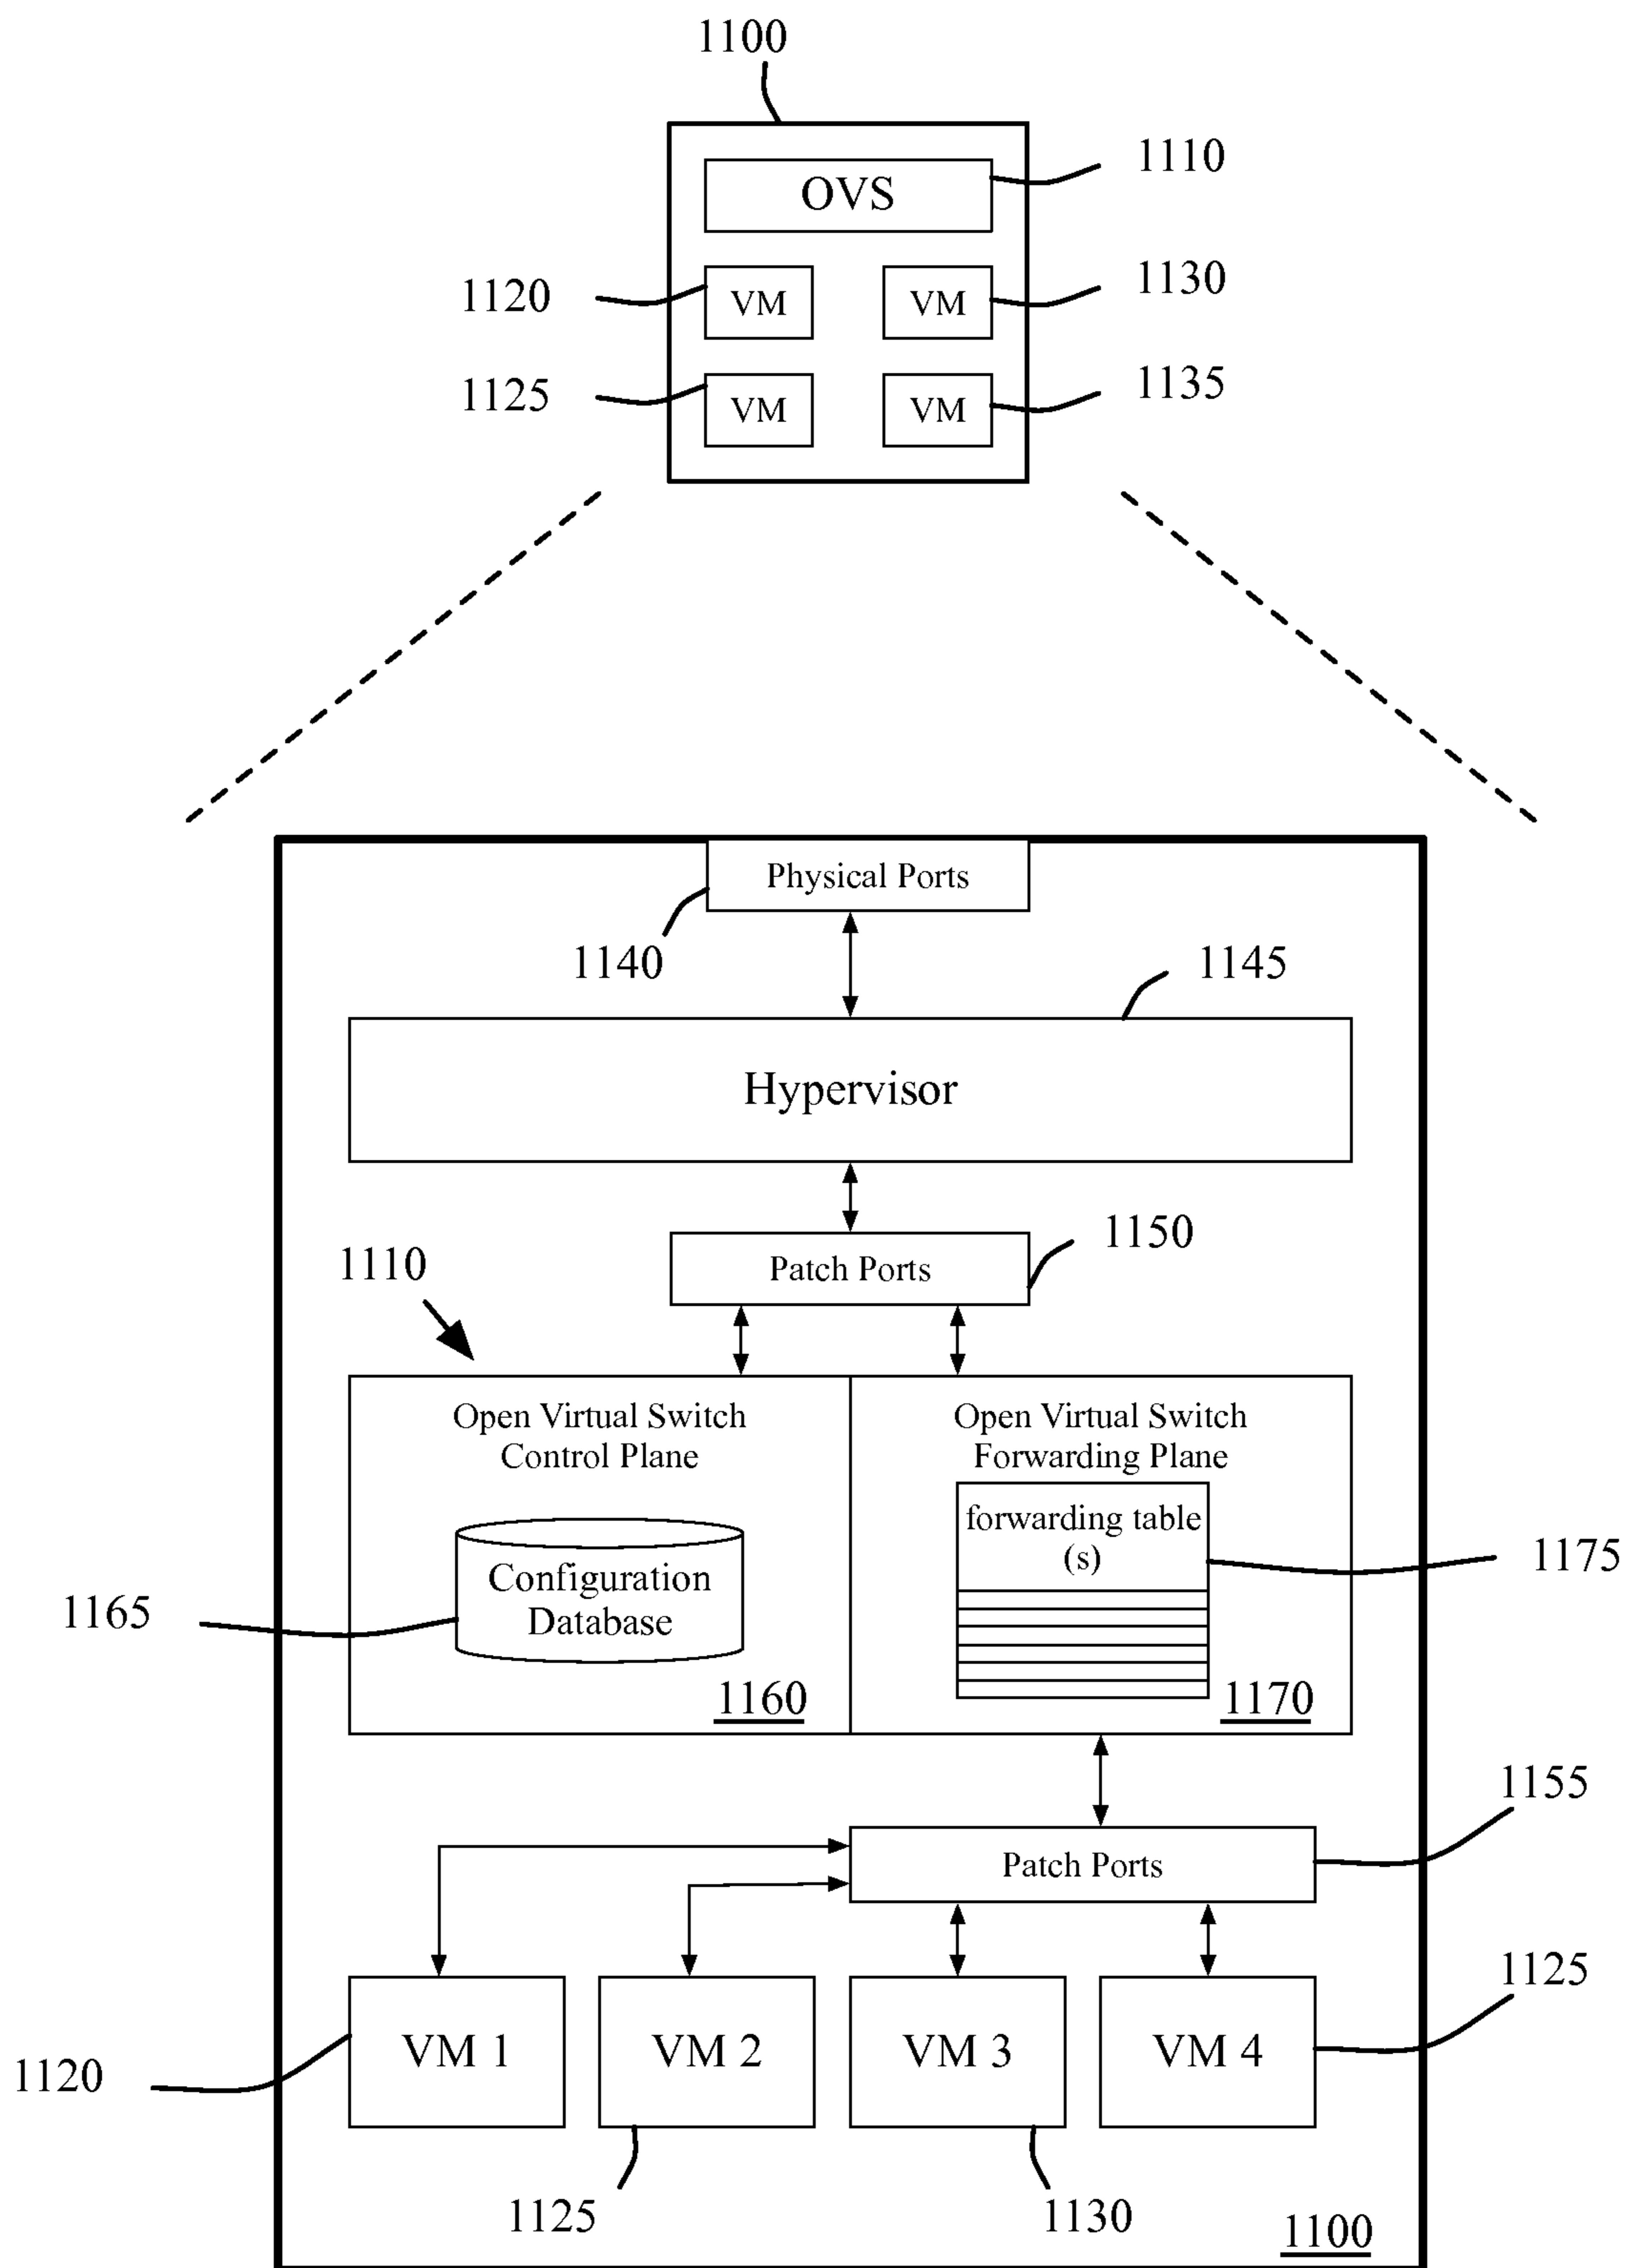 1100
1110
OVS
1120
VM
VM
1130
1125
VM
VM
1135
Physical Ports
1140
1145
Hypervisor
1150
Patch Ports
1110
Open Virtual Switch
Control Plane
Open Virtual Switch
Forwarding Plane
forwarding table
(s)
1175
Configuration
Database
1165
1160
1170
1155
Patch Ports
1125
VM 1
VM 2
VM 3
VM 4
1120
1125
1130
1100